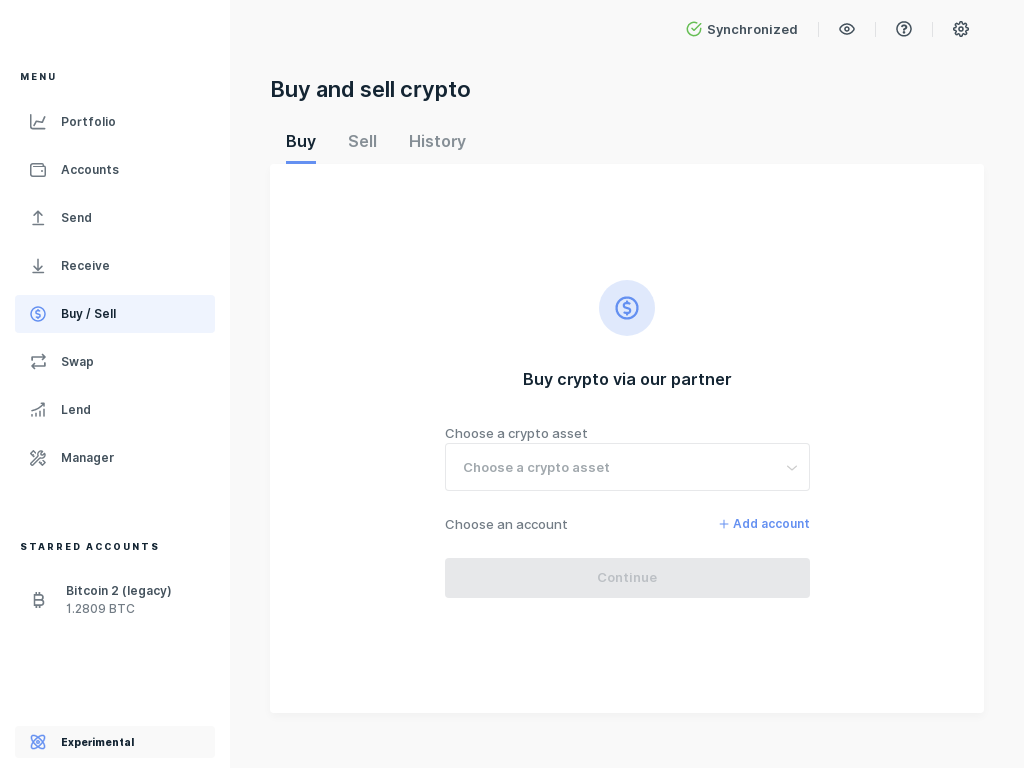 Synchronized
MENU
Portfolio
Accounts
Send
Receive
Buy / Sell
Swap
Lend
Manager
STARRED ACCOUNTS
Bitcoin 2 (legacy)
1.2809 BTC
Experimental
Buy and sell crypto
Buy
Sell
History
Buy crypto via our partner
Choose a crypto asset
Choose a crypto asset
Choose an account
Add account
Continue